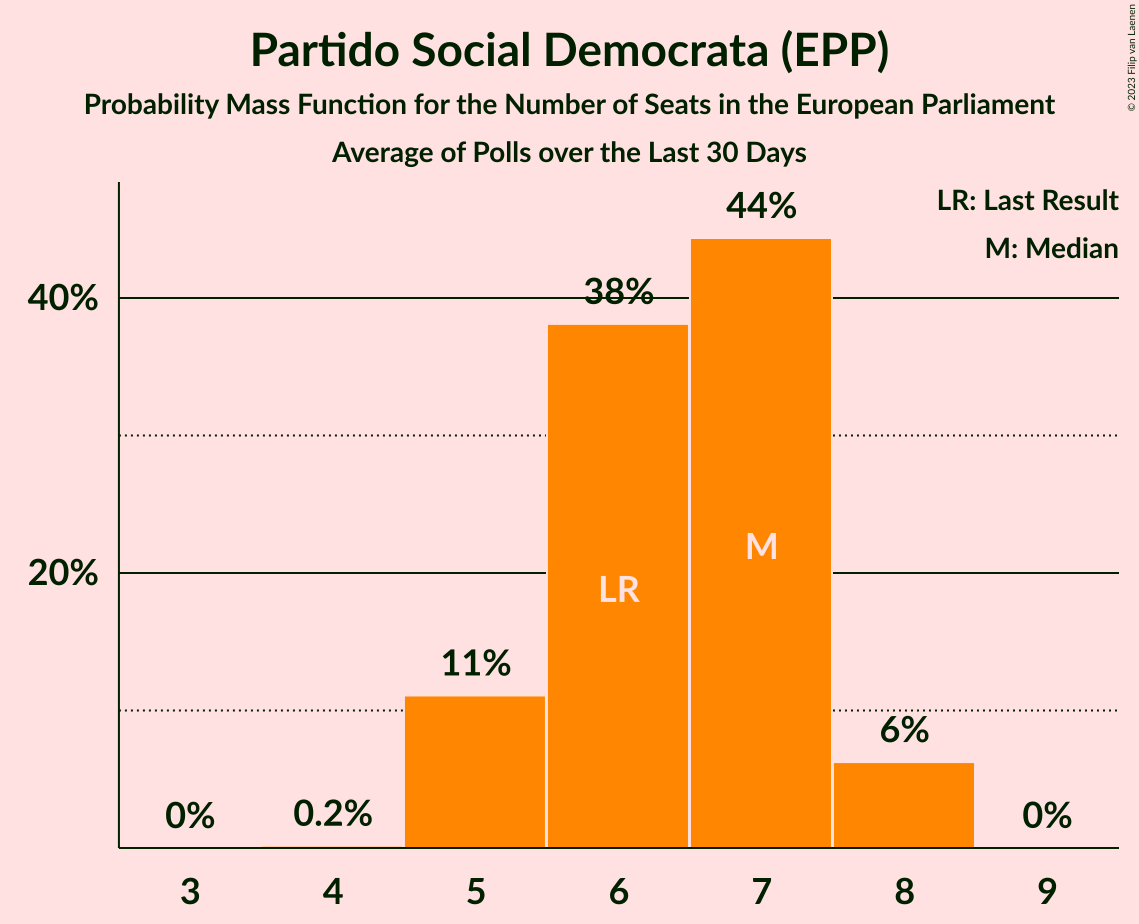 Partido Social Democrata (EPP)
Probability Mass Function for the Number of Seats in the European Parliament
Average of Polls over the Last 30 Days
© 2023 Filip van Laenen
LR: Last Result
M: Median
40%
20%
0%
0.2%
11%
38%
44%
6%
0%
LR
M
3 4 5 6 7 8 9